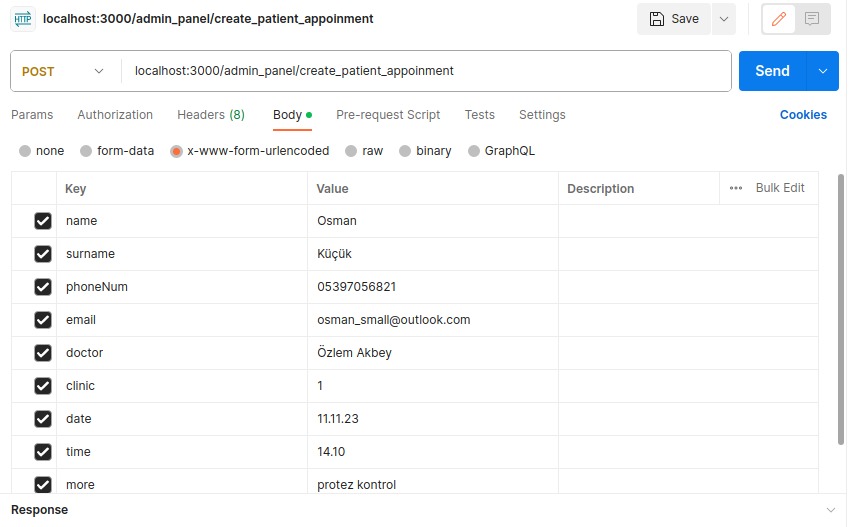 HTTP localhost:3000/admin_panel/create_patient_appoinment Save
POST localhost:3000/admin_panel/create_patient_appoinment Send
Params Authorization Headers (8) Body Pre-request Script Tests Settings Cookies
none form-data x-www-form-urlencoded raw binary GraphQL
Key Value Description Bulk Edit
name Osman
surname Küçük
phoneNum 05397056821
email osman_small@outlook.com
doctor Özlem Akbey
clinic 1
date 11.11.23
time 14.10
more protez kontrol
Response